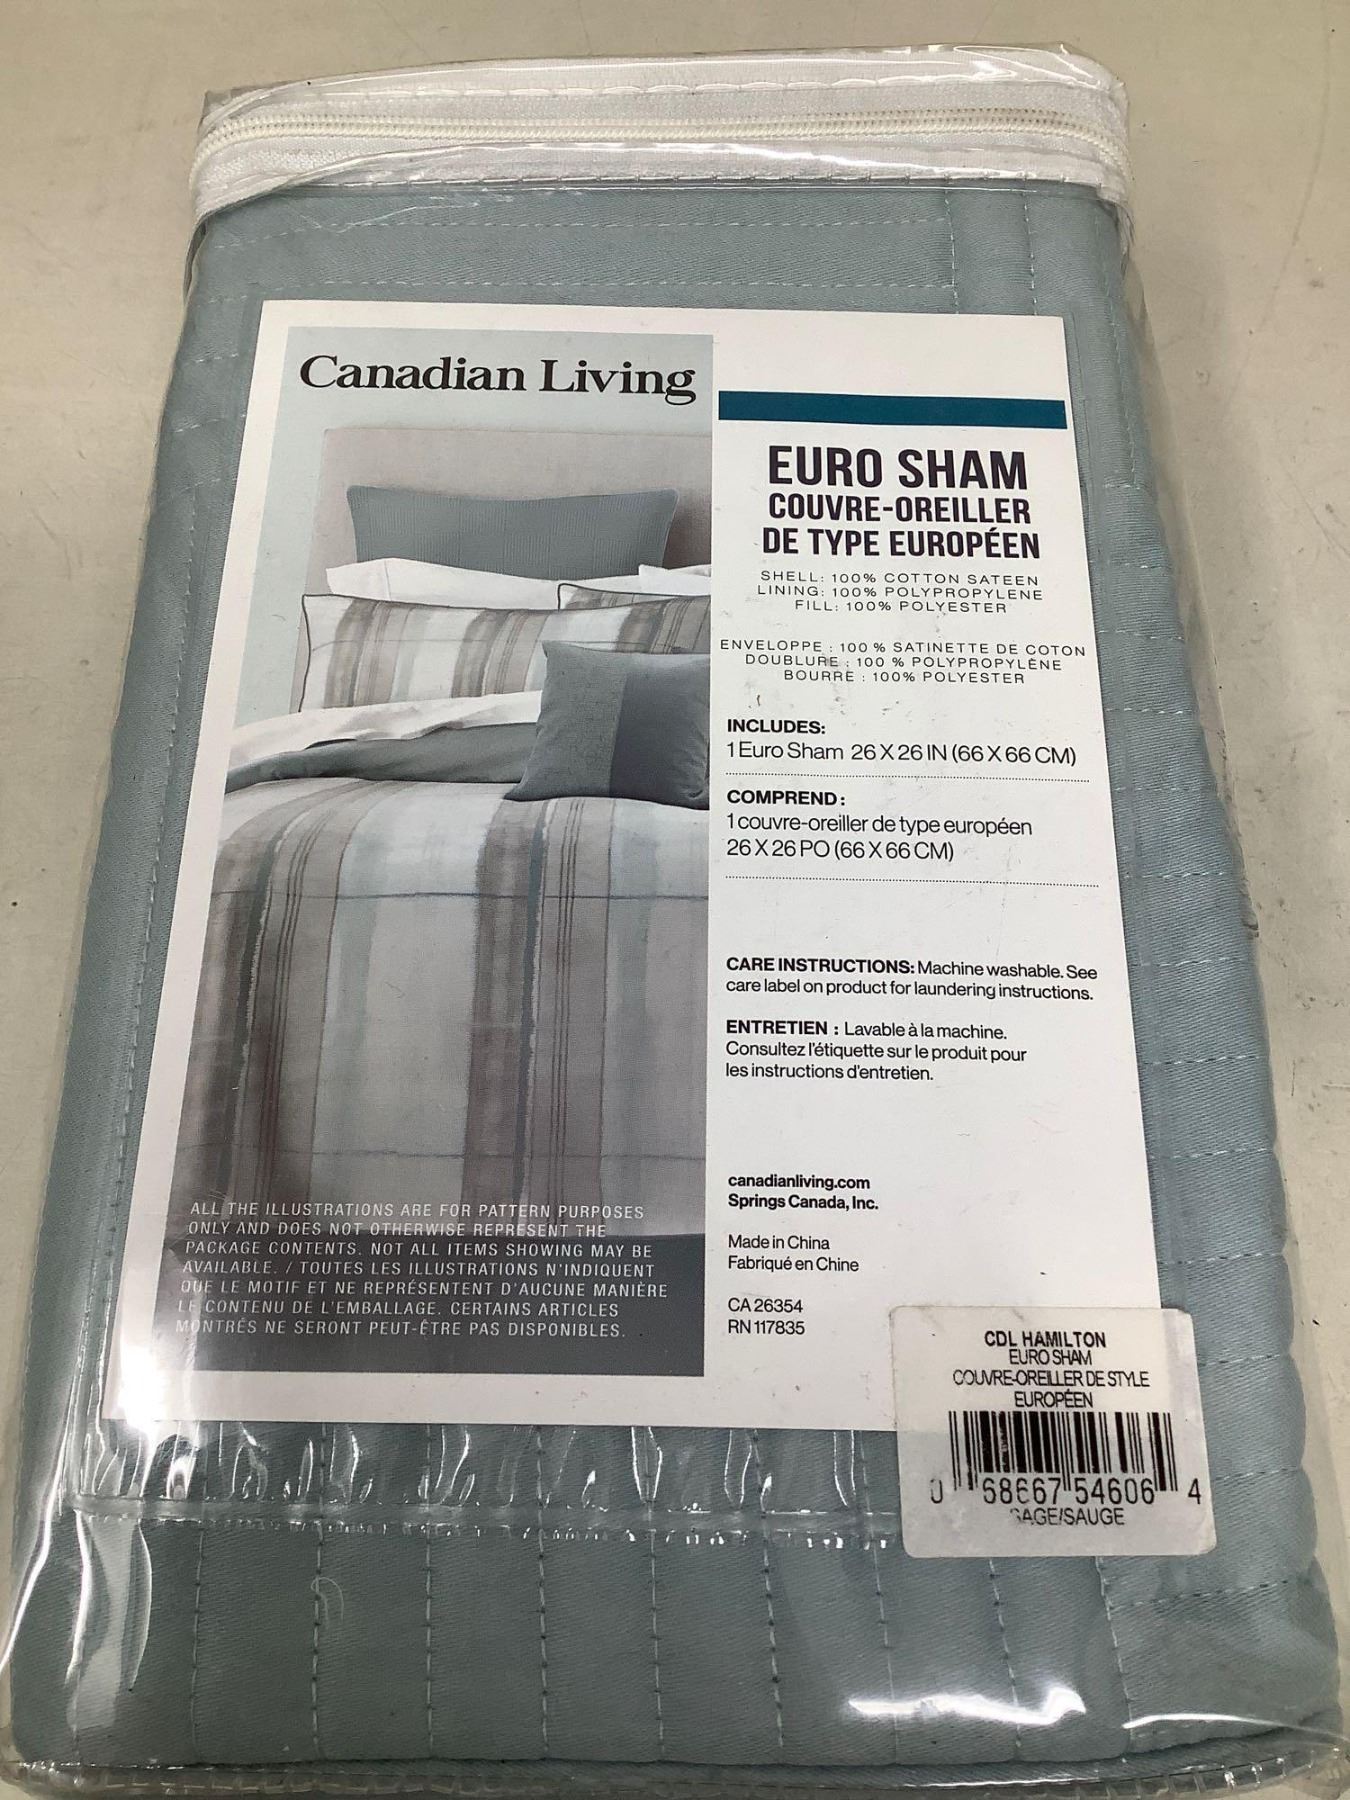 Canadian Living
EURO SHAM
COUVRE-OREILLER
DE TYPE EUROPÉEN
SHELL: 100% COTTON SATEEN
LINING: 100% POLYPROPYLENE
FILL: 100% POLYESTER
ENVELOPPE : 100 % SATINETTE DE COTON
DOUBLURE : 100 % POLYPROPYLÈNE
BOURRE : 100% POLYESTER
INCLUDES:
1 Euro Sham 26 X 26 IN (66 X 66 CM)
COMPREND :
1 couvre-oreiller de type européen
26 X 26 PO (66 X 66 CM)
CARE INSTRUCTIONS: Machine washable. See
care label on product for laundering instructions.
ENTRETIEN : Lavable à la machine.
Consultez l'étiquette sur le produit pour
les instructions d'entretien.
canadianliving.com
Springs Canada, Inc.
Made in China
Fabriqué en Chine
CA 26354
RN 117835
ALL THE ILLUSTRATIONS ARE FOR PATTERN PURPOSES
ONLY AND DOES NOT OTHERWISE REPRESENT THE
PACKAGE CONTENTS. NOT ALL ITEMS SHOWING MAY BE
AVAILABLE. / TOUTES LES ILLUSTRATIONS N'INDIQUENT
QUE LE MOTIF ET NE REPRÉSENTENT D'AUCUNE MANIÈRE
LE CONTENU DE L'EMBALLAGE. CERTAINS ARTICLES
MONTRÉS NE SERONT PEUT-ÊTRE PAS DISPONIBLES.
CDL HAMILTON
EURO SHAM
COUVRE-OREILLER DE STYLE
EUROPÉEN
0 68667 54606 4
SAGE/SAUGE